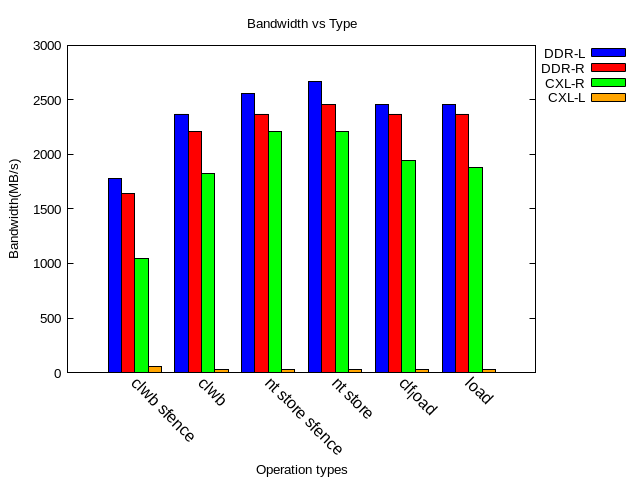 Bandwidth vs Type
3000
2500
2000
1500
1000
500
0
Bandwidth(MB/s)
DDR-L
DDR-R
CXL-R
CXL-L
clwb sfence
clwb
nt store sfence
nt store
clfjoad
load
Operation types